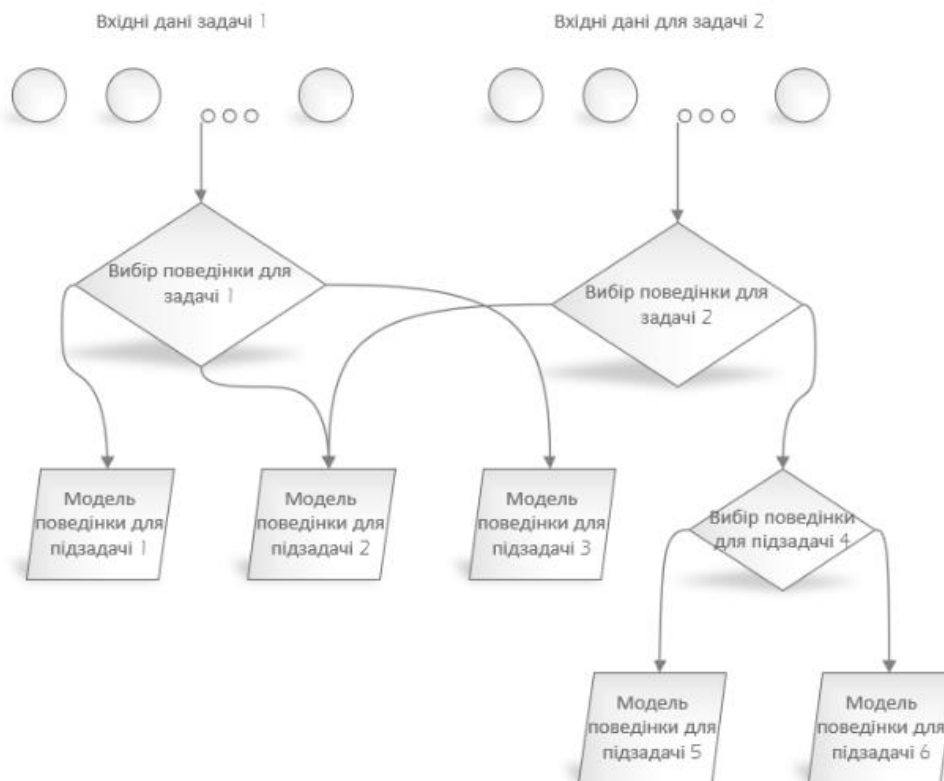 Вхідні дані задачі 1
Вхідні дані для задачі 2
Вибір поведінки для
задачі 1
Вибір поведінки для
задачі 2
Модель
поведінки для
підзадачі 1
Модель
поведінки для
підзадачі 2
Модель
поведінки для
підзадачі 3
Вибір поведінки
для підзадачі 4
Модель
поведінки для
підзадачі 5
Модель
поведінки для
підзадачі 6